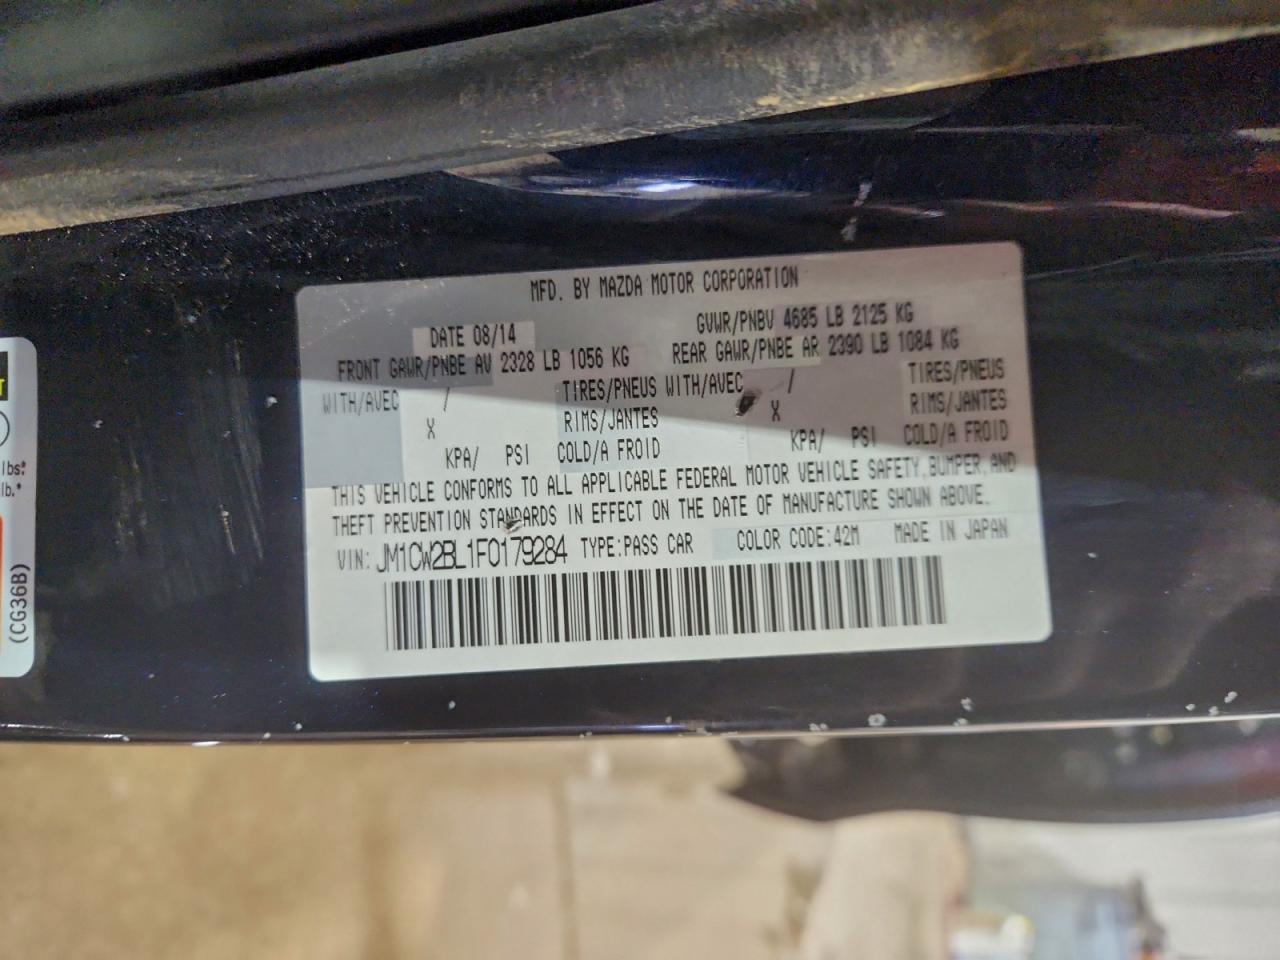 MFD. BY MAZDA MOTOR CORPORATION
DATE 08/14 GVWR/PNBV 4685 LB 2125 KG
FRONT GAWR/PNBE AV 2328 LB 1056 KG REAR GAWR/PNBE AR 2390 LB 1084 KG
WITH/AVEC / TIRES/PNEUS WITH/AVEC / TIRES/PNEUS
X RIMS/JANTES X RIMS/JANTES
KPA/ PSI COLD/A FROID KPA/ PSI COLD/A FROID
THIS VEHICLE CONFORMS TO ALL APPLICABLE FEDERAL MOTOR VEHICLE SAFETY, BUMPER, AND
THEFT PREVENTION STANDARDS IN EFFECT ON THE DATE OF MANUFACTURE SHOWN ABOVE.
VIN: JM1CW2BL1F0179284 TYPE:PASS CAR COLOR CODE:42M MADE IN JAPAN
lbs*
lb.*
(CG36B)